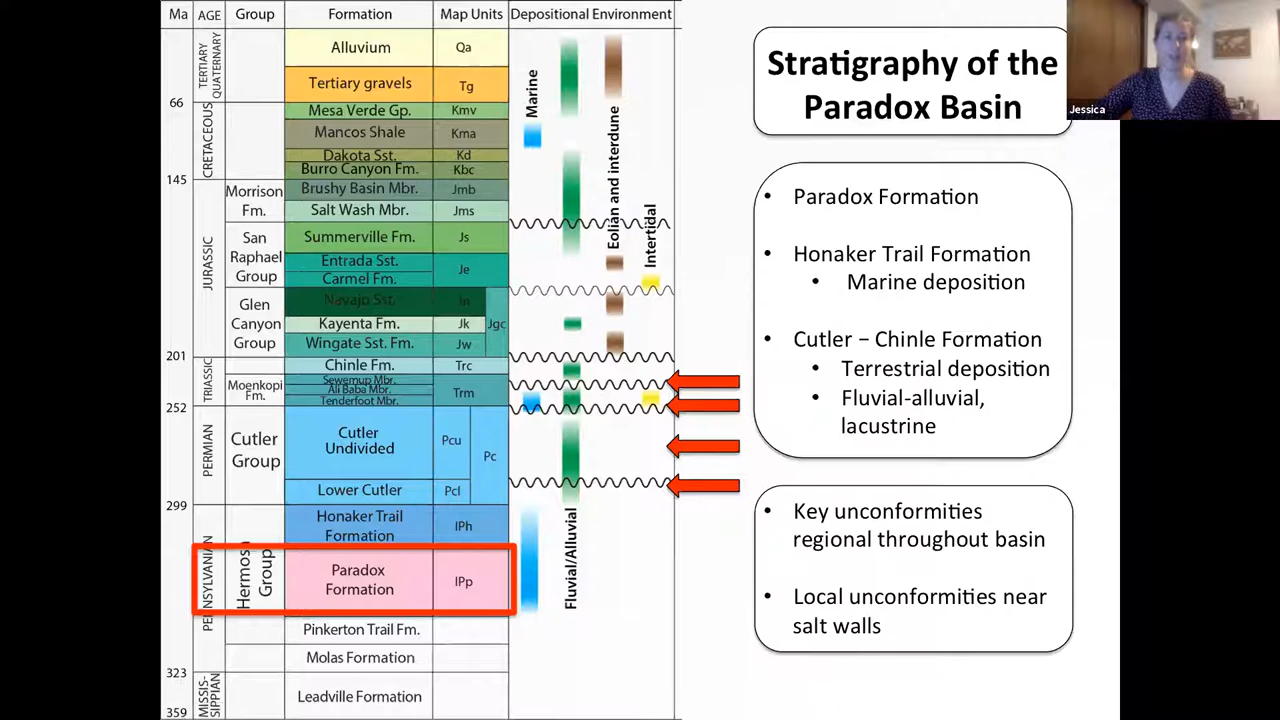 Ma AGE Group Formation Map Units Depositional Environment
TERTIARY
QUATERNARY
Alluvium Qa
Tertiary gravels Tg
66
CRETACEOUS
Mesa Verde Gp. Kmv
Mancos Shale Kma
Dakota Sst. Kd
Burro Canyon Fm. Kbc
145
JURASSIC
Morrison
Fm.
Brushy Basin Mbr. Jmb
Salt Wash Mbr. Jms
San
Raphael
Group
Summerville Fm. Js
Entrada Sst.
Carmel Fm.
Je
Glen
Canyon
Group
Navajo Sst. Jn
Kayenta Fm. Jk
Wingate Sst. Fm. Jw
Jgc
201
TRIASSIC
Chinle Fm. Trc
Moenkopi
Fm.
Sewemup Mbr.
Ali Baba Mbr.
Tenderfoot Mbr.
Trm
252
PERMIAN
Cutler
Group
Cutler
Undivided
Pcu
Pc
Lower Cutler Pcl
299
PENNSYLVANIAN
Hermosa
Group
Honaker Trail
Formation
IPh
Paradox
Formation
IPp
Pinkerton Trail Fm.
Molas Formation
323
MISSIS-
SIPPIAN
Leadville Formation
359
Marine
Fluvial/Alluvial
Eolian and interdune
Intertidal
Stratigraphy of the
Paradox Basin
Jessica
• Paradox Formation
• Honaker Trail Formation
• Marine deposition
• Cutler – Chinle Formation
• Terrestrial deposition
• Fluvial-alluvial,
lacustrine
• Key unconformities
regional throughout basin
• Local unconformities near
salt walls